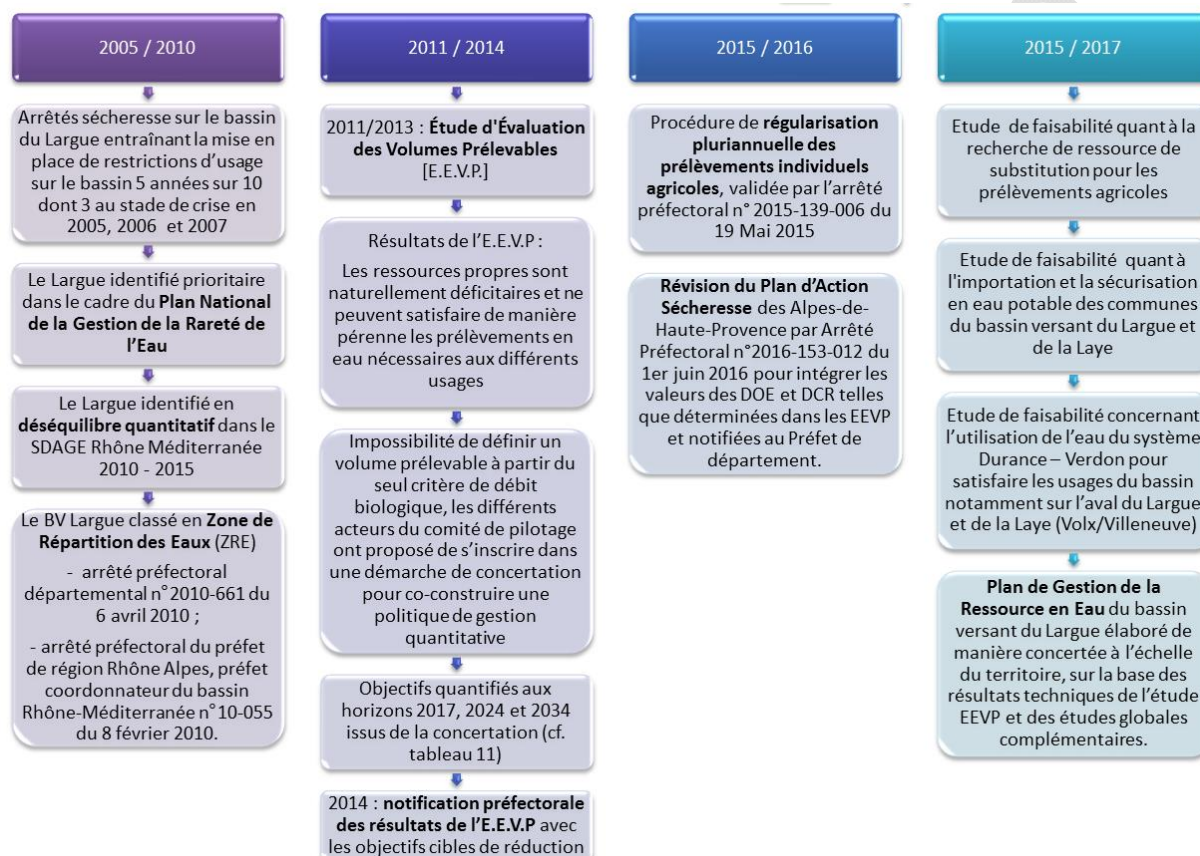 2005 / 2010
Arrêtés sécheresse sur le bassin
du Largue entraînant la mise en
place de restrictions d’usage
sur le bassin 5 années sur 10
dont 3 au stade de crise en
2005, 2006 et 2007
Le Largue identifié prioritaire
dans le cadre du Plan National
de la Gestion de la Rareté de
l’Eau
Le Largue identifié en
déséquilibre quantitatif dans le
SDAGE Rhône Méditerranée
2010 - 2015
Le BV Largue classé en Zone de
Répartition des Eaux (ZRE)
- arrêté préfectoral
départemental n°2010-661 du
6 avril 2010 ;
- arrêté préfectoral du préfet
de région Rhône Alpes, préfet
coordonnateur du bassin
Rhône-Méditerranée n°10-055
du 8 février 2010.
2011 / 2014
2011/2013 : Étude d'Évaluation
des Volumes Prélevables
[E.E.V.P.]
Résultats de l’E.E.V.P :
Les ressources propres sont
naturellement déficitaires et ne
peuvent satisfaire de manière
pérenne les prélèvements en
eau nécessaires aux différents
usages
Impossibilité de définir un
volume prélevable à partir du
seul critère de débit
biologique, les différents
acteurs du comité de pilotage
ont proposé de s’inscrire dans
une démarche de concertation
pour co-construire une
politique de gestion
quantitative
Objectifs quantifiés aux
horizons 2017, 2024 et 2034
issus de la concertation (cf.
tableau 11)
2014 : notification préfectorale
des résultats de l’E.E.V.P avec
les objectifs cibles de réduction
2015 / 2016
Procédure de régularisation
pluriannuelle des
prélèvements individuels
agricoles, validée par l’arrêté
préfectoral n° 2015-139-006 du
19 Mai 2015
Révision du Plan d’Action
Sécheresse des Alpes-de-
Haute-Provence par Arrêté
Préfectoral n°2016-153-012 du
1er juin 2016 pour intégrer les
valeurs des DOE et DCR telles
que déterminées dans les EEVP
et notifiées au Préfet de
département.
2015 / 2017
Etude de faisabilité quant à la
recherche de ressource de
substitution pour les
prélèvements agricoles
Etude de faisabilité quant à
l'importation et la sécurisation
en eau potable des communes
du bassin versant du Largue et
de la Laye
Etude de faisabilité concernant
l’utilisation de l’eau du système
Durance – Verdon pour
satisfaire les usages du bassin
notamment sur l’aval du Largue
et de la Laye (Volx/Villeneuve)
Plan de Gestion de la
Ressource en Eau du bassin
versant du Largue élaboré de
manière concertée à l’échelle
du territoire, sur la base des
résultats techniques de l’étude
EEVP et des études globales
complémentaires.